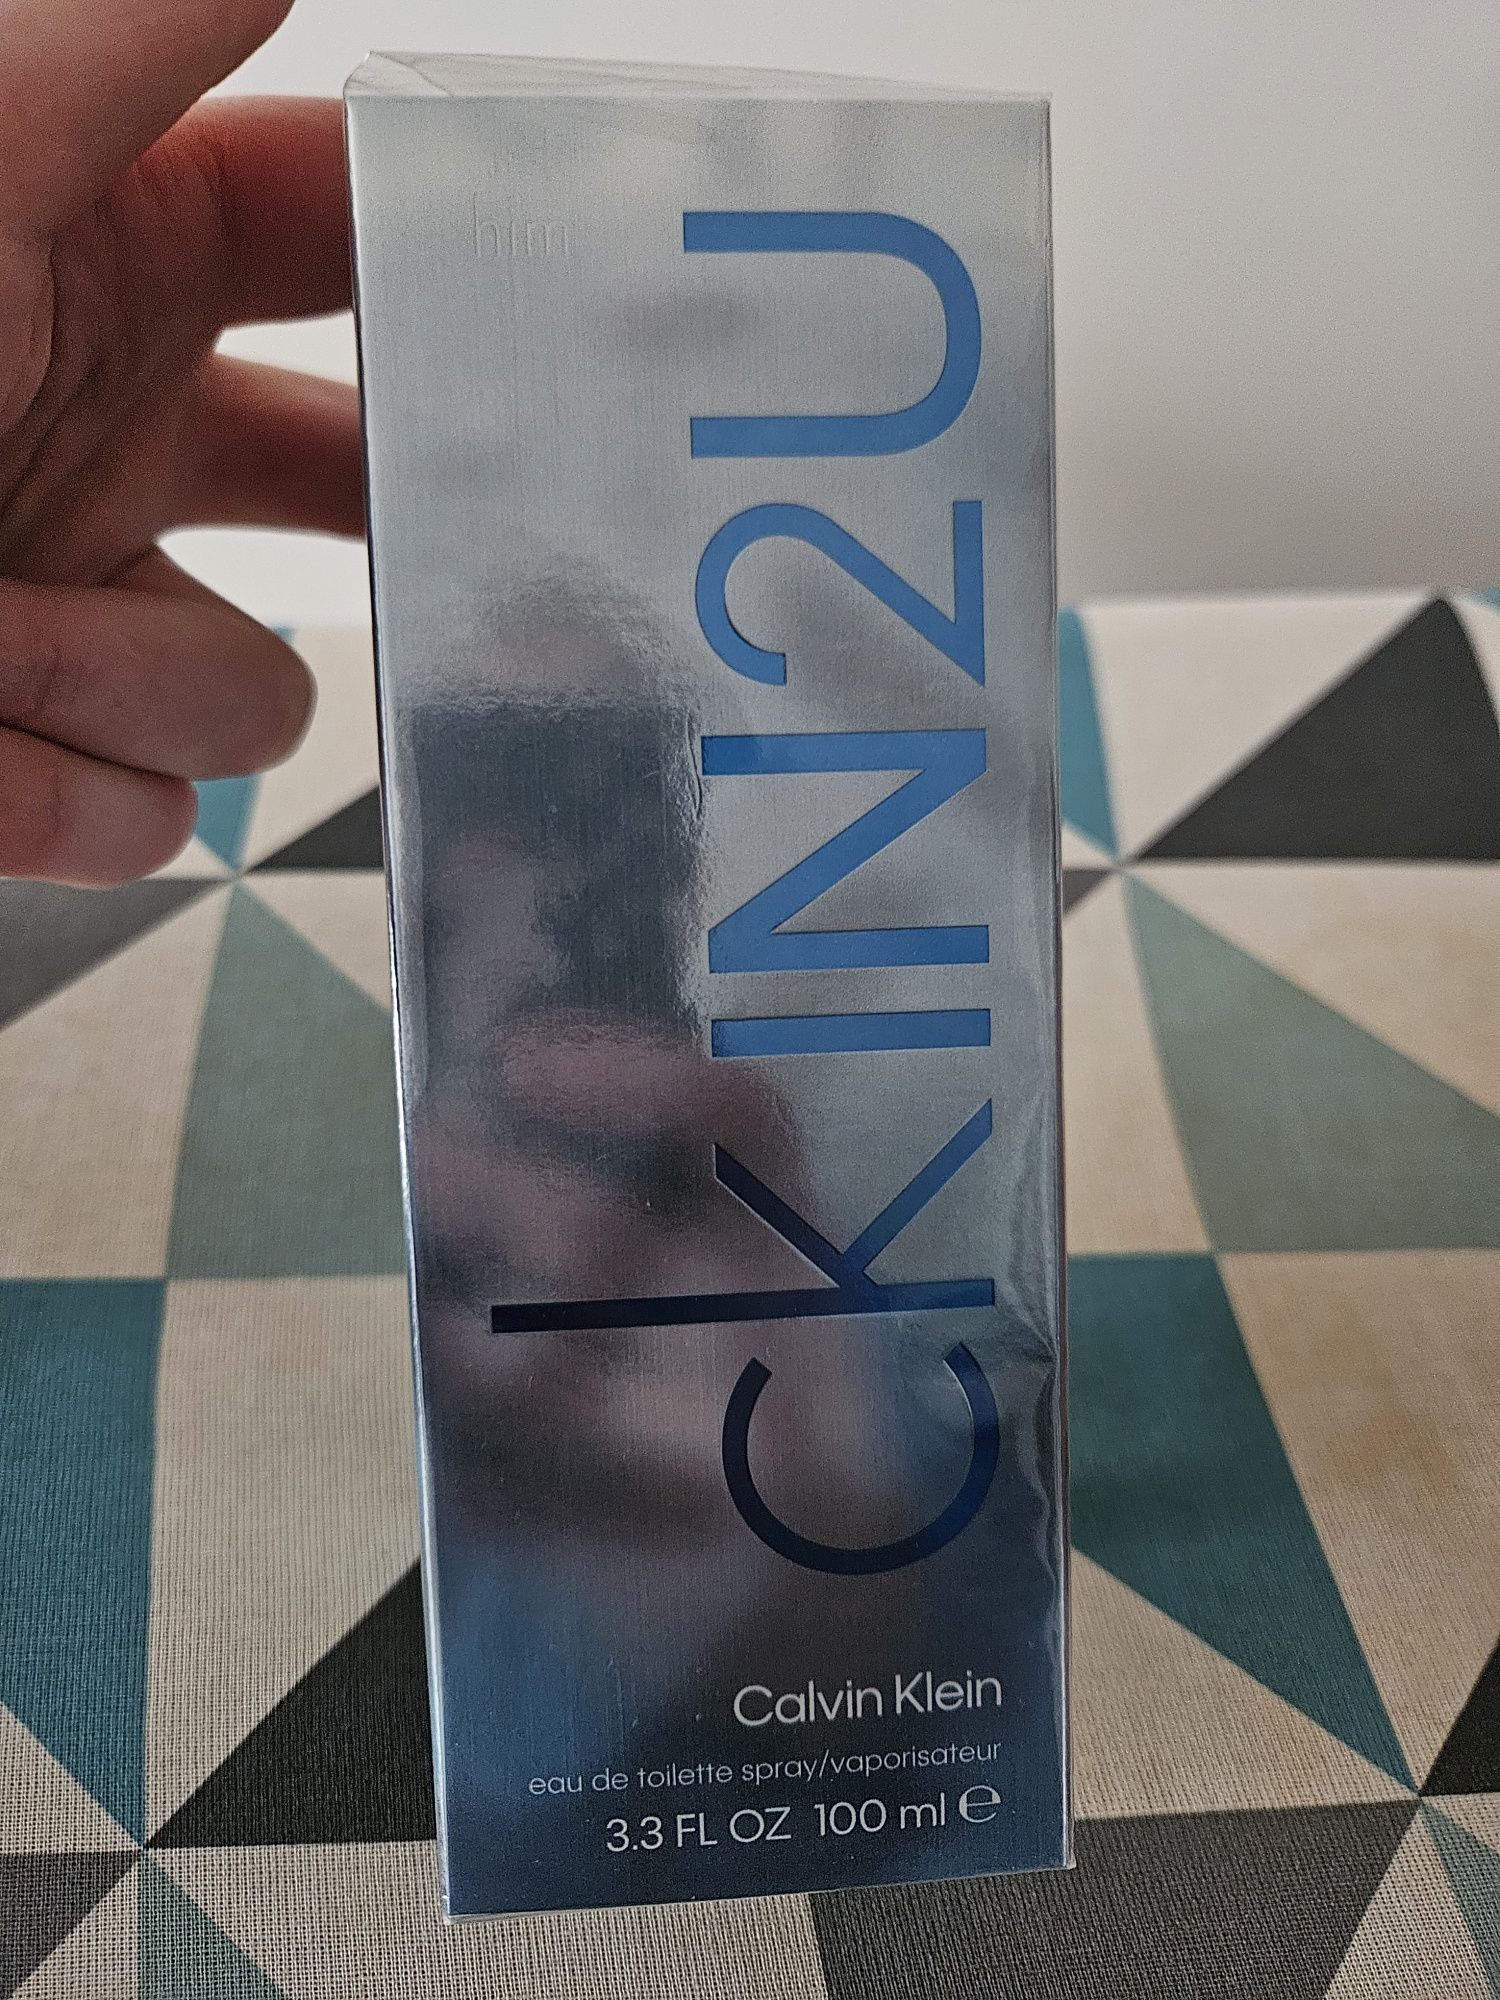 him
ckIN2U
Calvin Klein
eau de toilette spray/vaporisateur
3.3 FL OZ 100 ml ℮